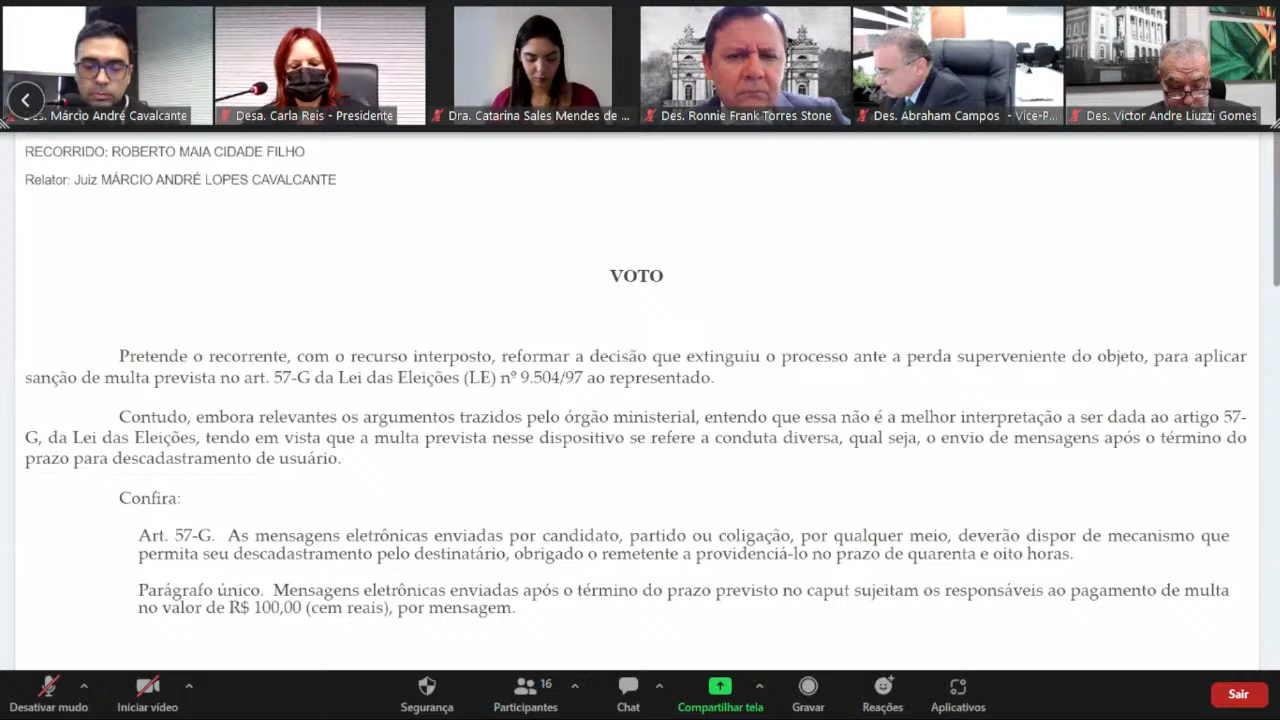 Des. Márcio André Cavalcante
Desa. Carla Reis - Presidente
Dra. Catarina Sales Mendes de ...
Des. Ronnie Frank Torres Stone
Des. Abraham Campos - Vice-P...
Des. Victor Andre Liuzzi Gomes
RECORRIDO: ROBERTO MAIA CIDADE FILHO
Relator: Juiz MÁRCIO ANDRÉ LOPES CAVALCANTE
VOTO
Pretende o recorrente, com o recurso interposto, reformar a decisão que extinguiu o processo ante a perda superveniente do objeto, para aplicar
sanção de multa prevista no art. 57-G da Lei das Eleições (LE) nº 9.504/97 ao representado.
Contudo, embora relevantes os argumentos trazidos pelo órgão ministerial, entendo que essa não é a melhor interpretação a ser dada ao artigo 57-
G, da Lei das Eleições, tendo em vista que a multa prevista nesse dispositivo se refere a conduta diversa, qual seja, o envio de mensagens após o término do
prazo para descadastramento de usuário.
Confira:
Art. 57-G. As mensagens eletrônicas enviadas por candidato, partido ou coligação, por qualquer meio, deverão dispor de mecanismo que
permita seu descadastramento pelo destinatário, obrigado o remetente a providenciá-lo no prazo de quarenta e oito horas.
Parágrafo único. Mensagens eletrônicas enviadas após o término do prazo previsto no caput sujeitam os responsáveis ao pagamento de multa
no valor de R$ 100,00 (cem reais), por mensagem.
Desativar mudo
Iniciar vídeo
Segurança
16
Participantes
Chat
Compartilhar tela
Gravar
Reações
Aplicativos
Sair